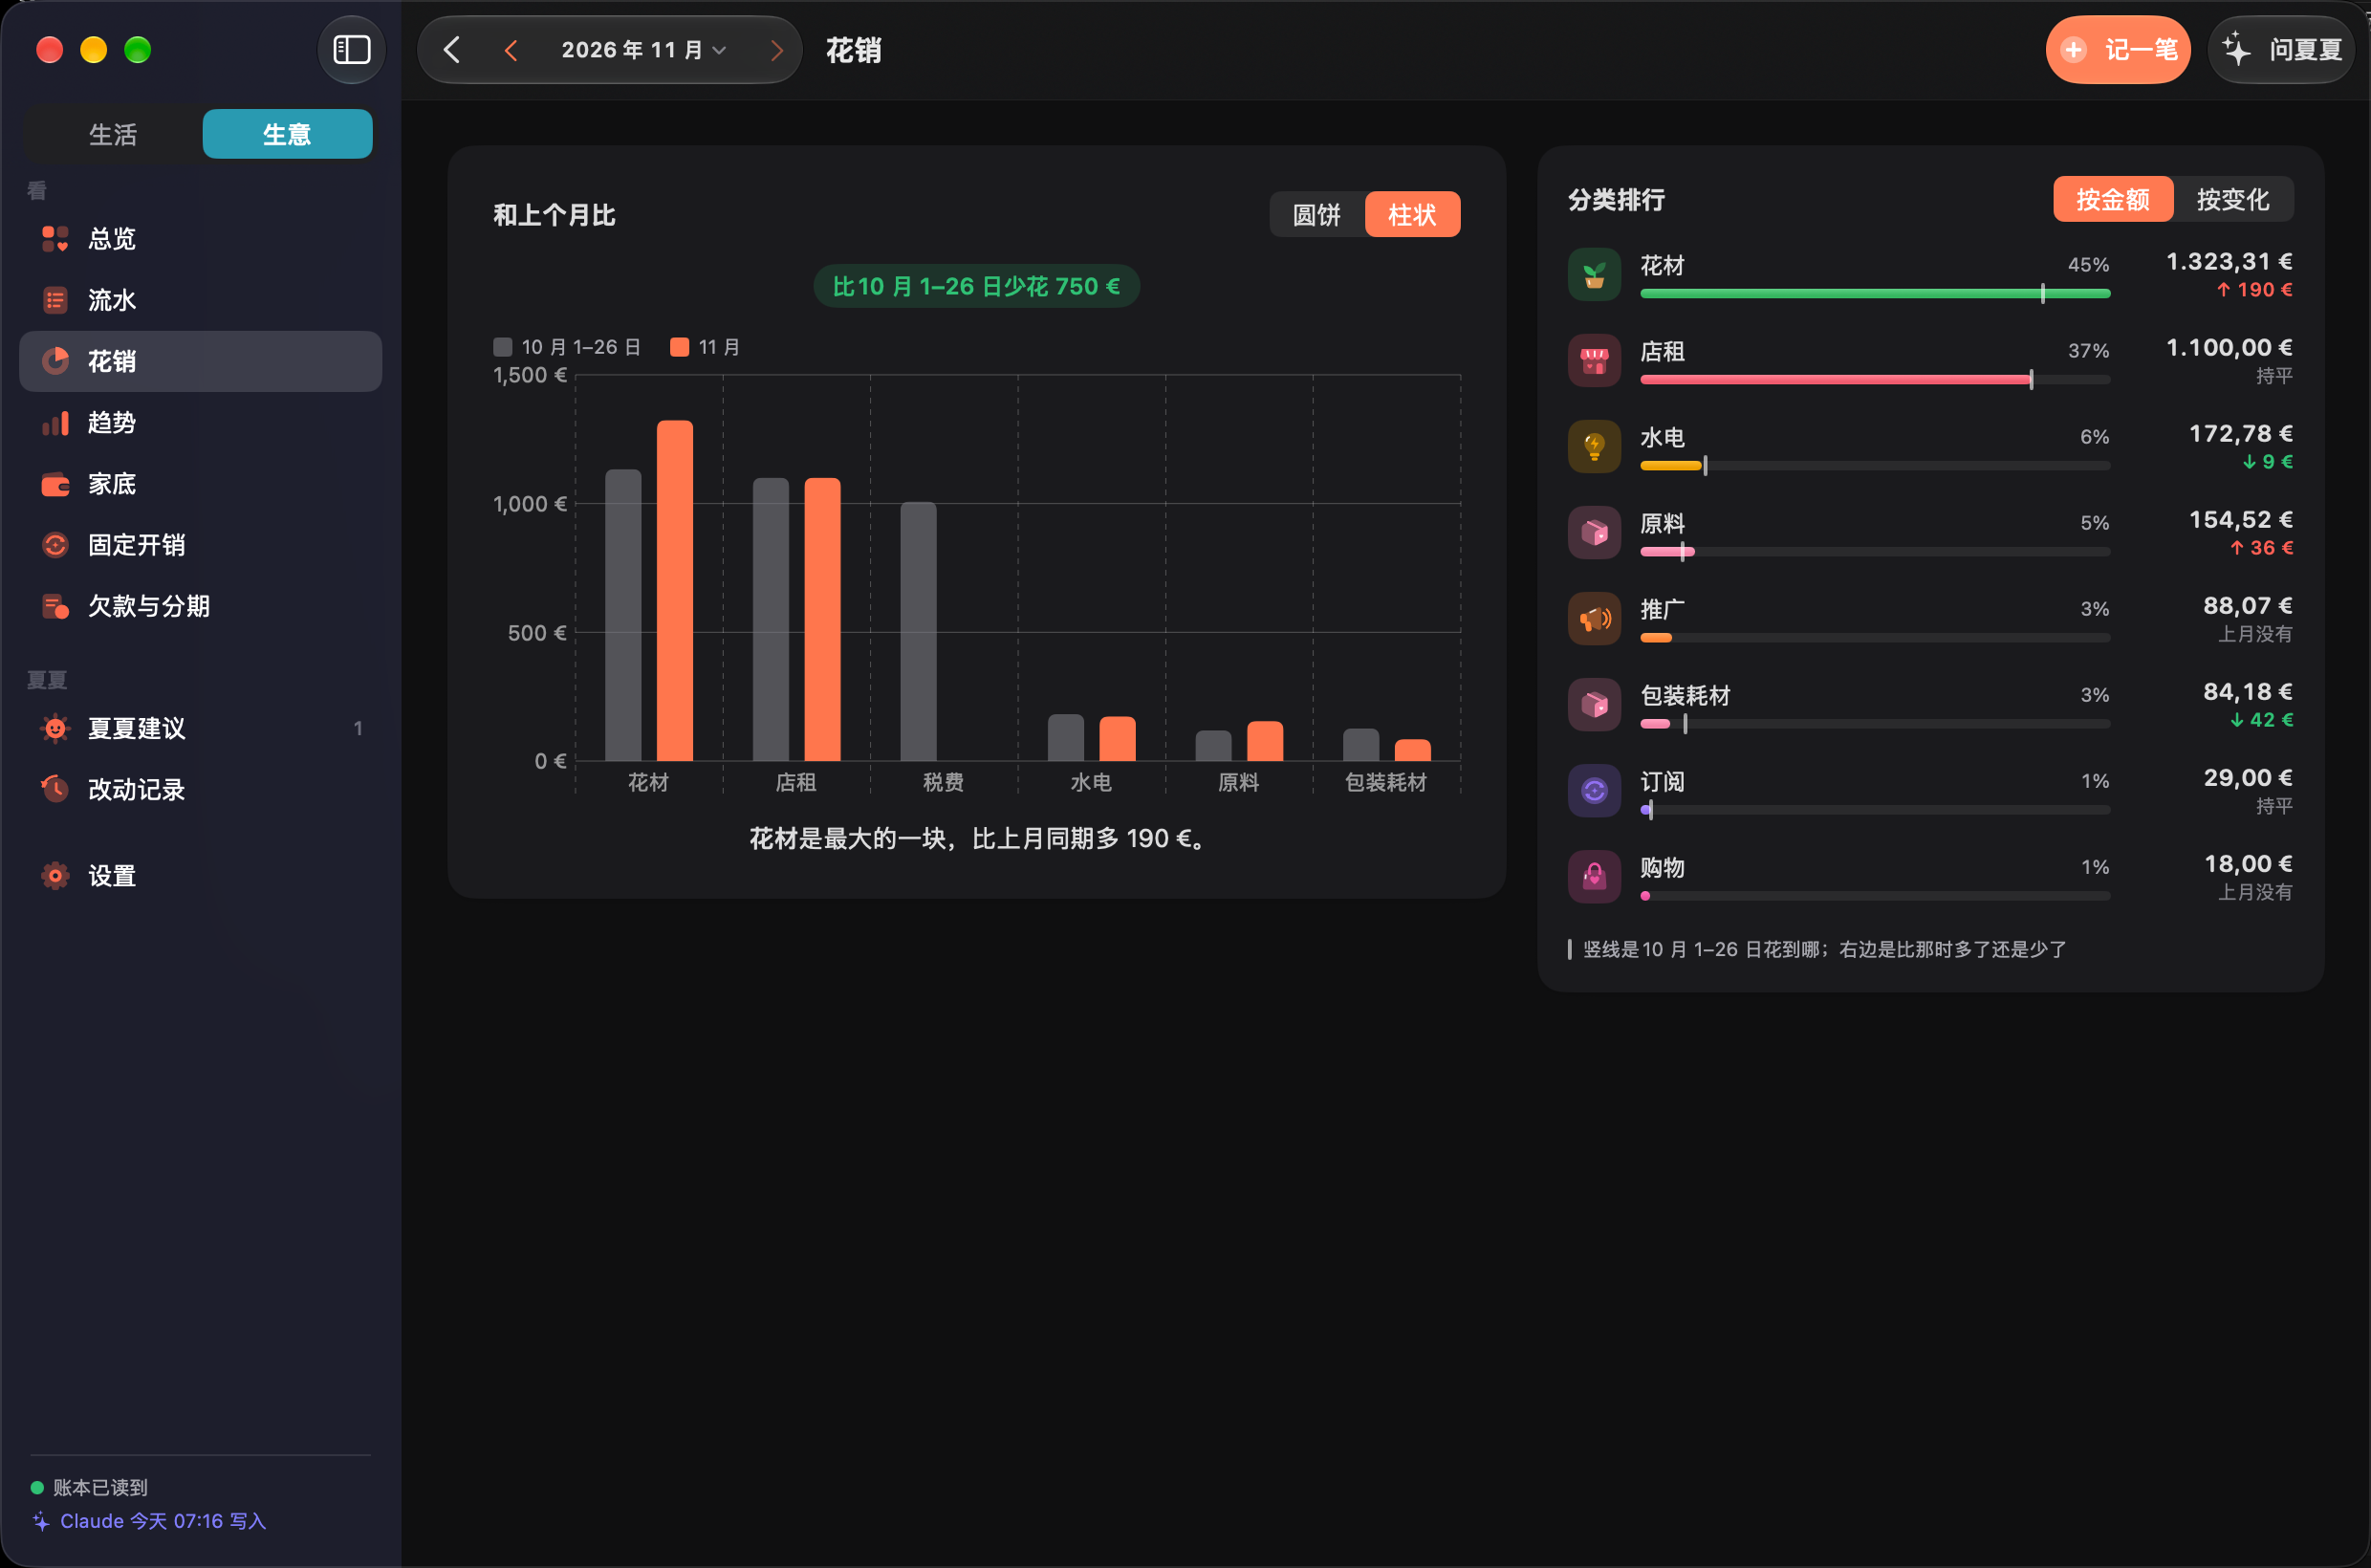 2026 年 11 月
花销
记一笔
问夏夏
生活
生意
看
总览
流水
花销
趋势
家底
固定开销
欠款与分期
夏夏
夏夏建议 1
改动记录
设置
账本已读到
Claude 今天 07:16 写入
和上个月比
圆饼
柱状
比10 月 1–26 日少花 750 €
10 月 1–26 日
11 月
1,500 €
1,000 €
500 €
0 €
花材
店租
税费
水电
原料
包装耗材
花材是最大的一块，比上月同期多 190 €。
分类排行
按金额
按变化
花材 45% 1.323,31 €
↑ 190 €
店租 37% 1.100,00 €
持平
水电 6% 172,78 €
↓ 9 €
原料 5% 154,52 €
↑ 36 €
推广 3% 88,07 €
上月没有
包装耗材 3% 84,18 €
↓ 42 €
订阅 1% 29,00 €
持平
购物 1% 18,00 €
上月没有
竖线是10 月 1–26 日花到哪；右边是比那时多了还是少了